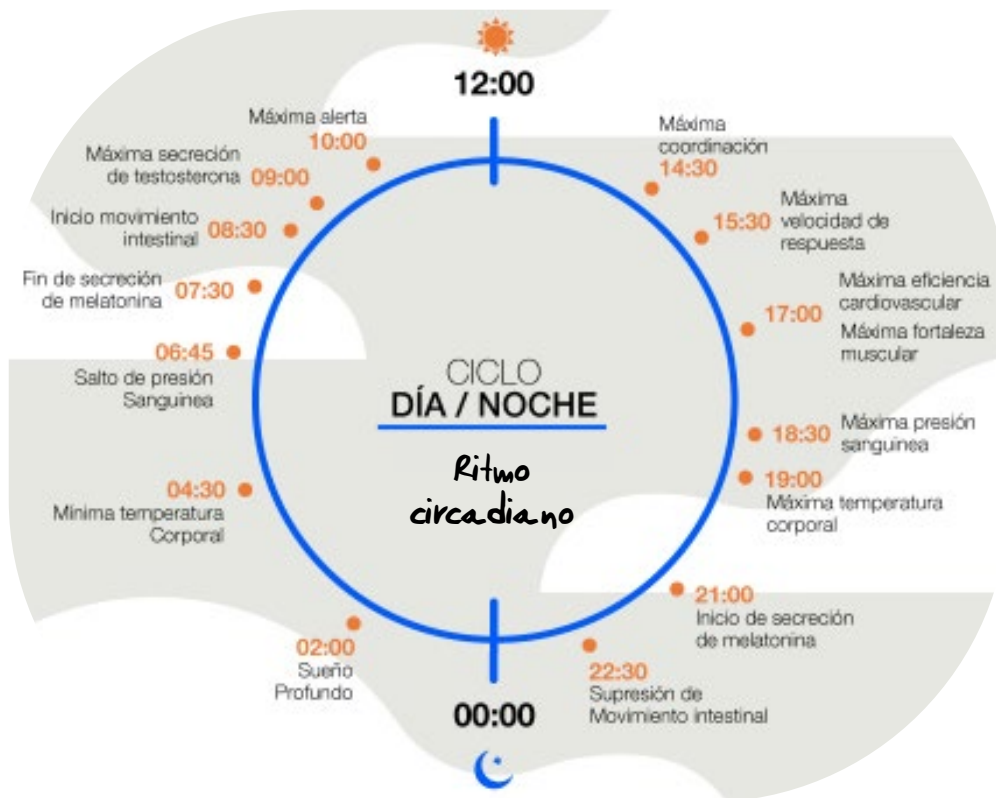 12:00
Máxima alerta
10:00
Máxima secreción
de testosterona
09:00
Inicio movimiento
intestinal
08:30
Fin de secreción
de melatonina
07:30
06:45
Salto de presión
Sanguinea
04:30
Mínima temperatura
Corporal
02:00
Sueño
Profundo
Máxima
coordinación
14:30
15:30
Máxima
velocidad de
respuesta
17:00
Máxima eficiencia
cardiovascular
Máxima fortaleza
muscular
18:30
Máxima presión
sanguinea
19:00
Máxima temperatura
corporal
21:00
Inicio de secreción
de melatonina
22:30
Supresión de
Movimiento intestinal
CICLO
DÍA / NOCHE
Ritmo
circadiano
00:00